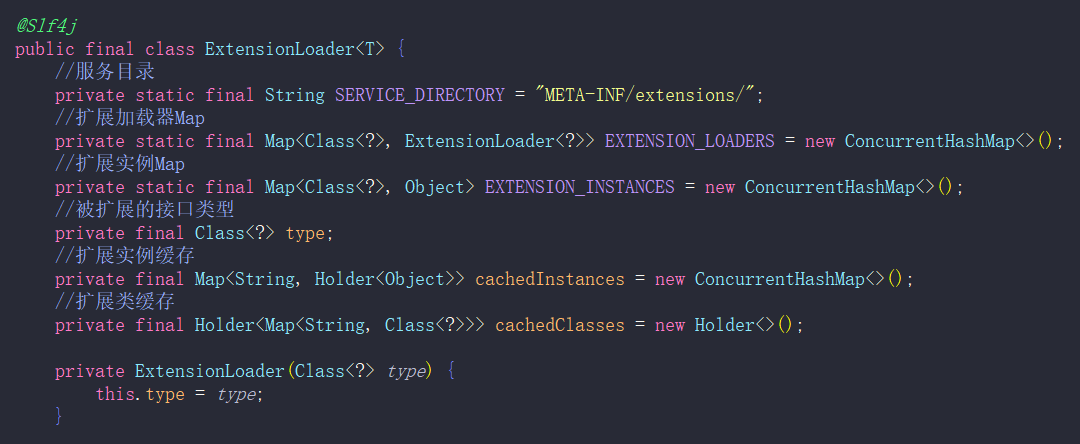 @Slf4j
public final class ExtensionLoader<T> {
    //服务目录
    private static final String SERVICE_DIRECTORY = "META-INF/extensions/";
    //扩展加载器Map
    private static final Map<Class<?>, ExtensionLoader<?>> EXTENSION_LOADERS = new ConcurrentHashMap<>();
    //扩展实例Map
    private static final Map<Class<?>, Object> EXTENSION_INSTANCES = new ConcurrentHashMap<>();
    //被扩展的接口类型
    private final Class<?> type;
    //扩展实例缓存
    private final Map<String, Holder<Object>> cachedInstances = new ConcurrentHashMap<>();
    //扩展类缓存
    private final Holder<Map<String, Class<?>>> cachedClasses = new Holder<>();

    private ExtensionLoader(Class<?> type) {
        this.type = type;
    }